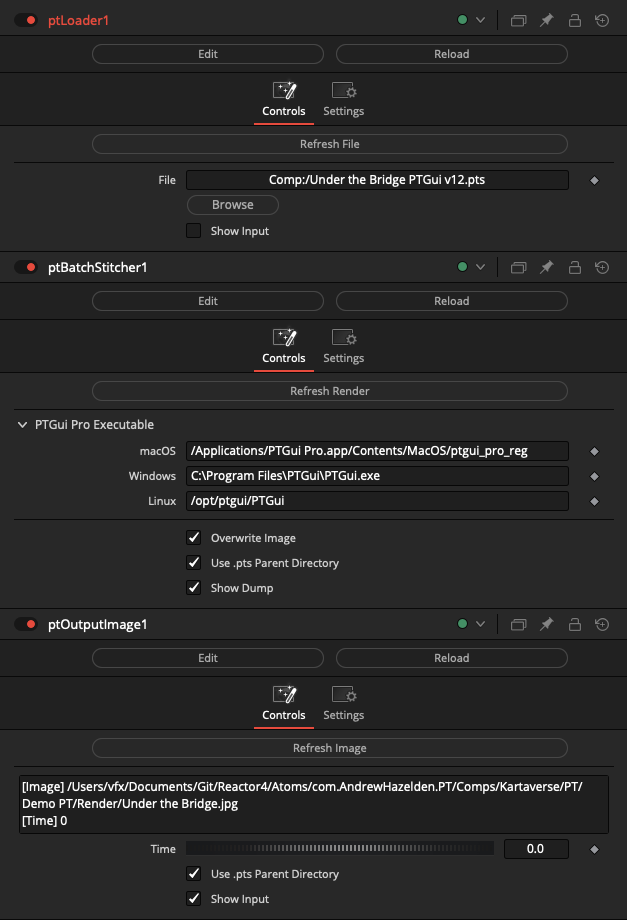 ptLoader1
Edit
Reload
Controls
Settings
Refresh File
File
Comp:/Under the Bridge PTGui v12.pts
Browse
Show Input
ptBatchStitcher1
Edit
Reload
Controls
Settings
Refresh Render
PTGui Pro Executable
macOS /Applications/PTGui Pro.app/Contents/MacOS/ptgui_pro_reg
Windows C:\Program Files\PTGui\PTGui.exe
Linux /opt/ptgui/PTGui
Overwrite Image
Use .pts Parent Directory
Show Dump
ptOutputImage1
Edit
Reload
Controls
Settings
Refresh Image
[Image] /Users/vfx/Documents/Git/Reactor4/Atoms/com.AndrewHazelden.PT/Comps/Kartaverse/PT/
Demo PT/Render/Under the Bridge.jpg
[Time] 0
Time 0.0
Use .pts Parent Directory
Show Input